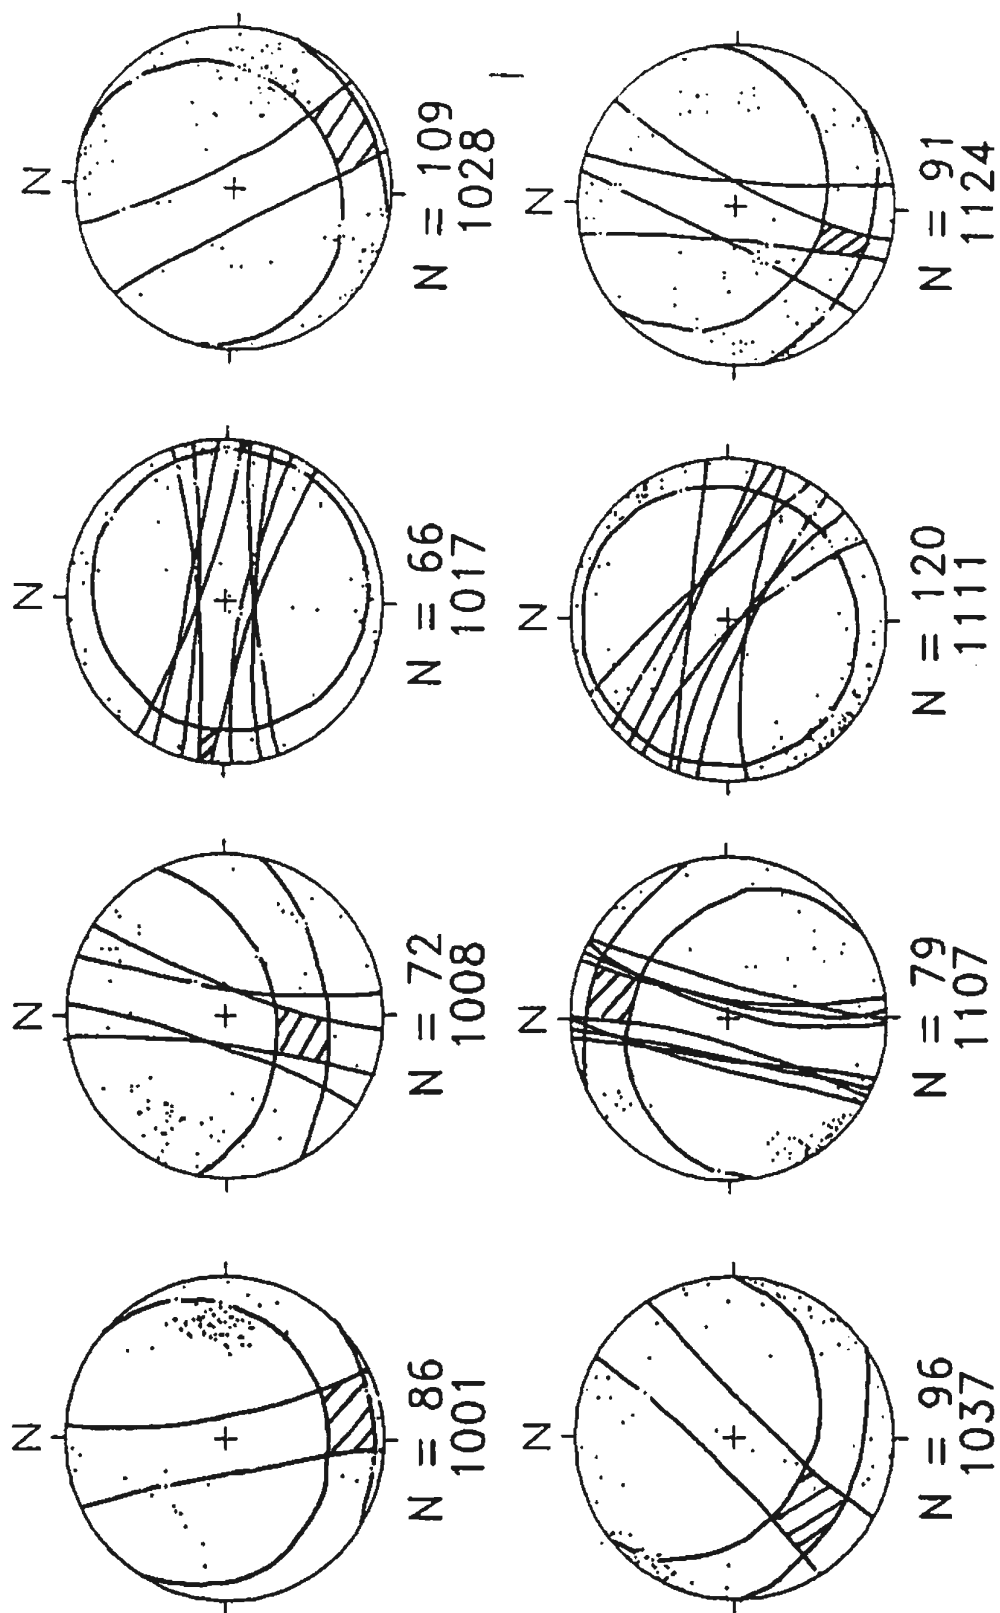 N
N = 86
1001
N
N = 72
1008
N
N = 66
1017
N
N = 109
1028
N
N = 96
1037
N
N = 79
1107
N
N = 120
1111
N
N = 91
1124